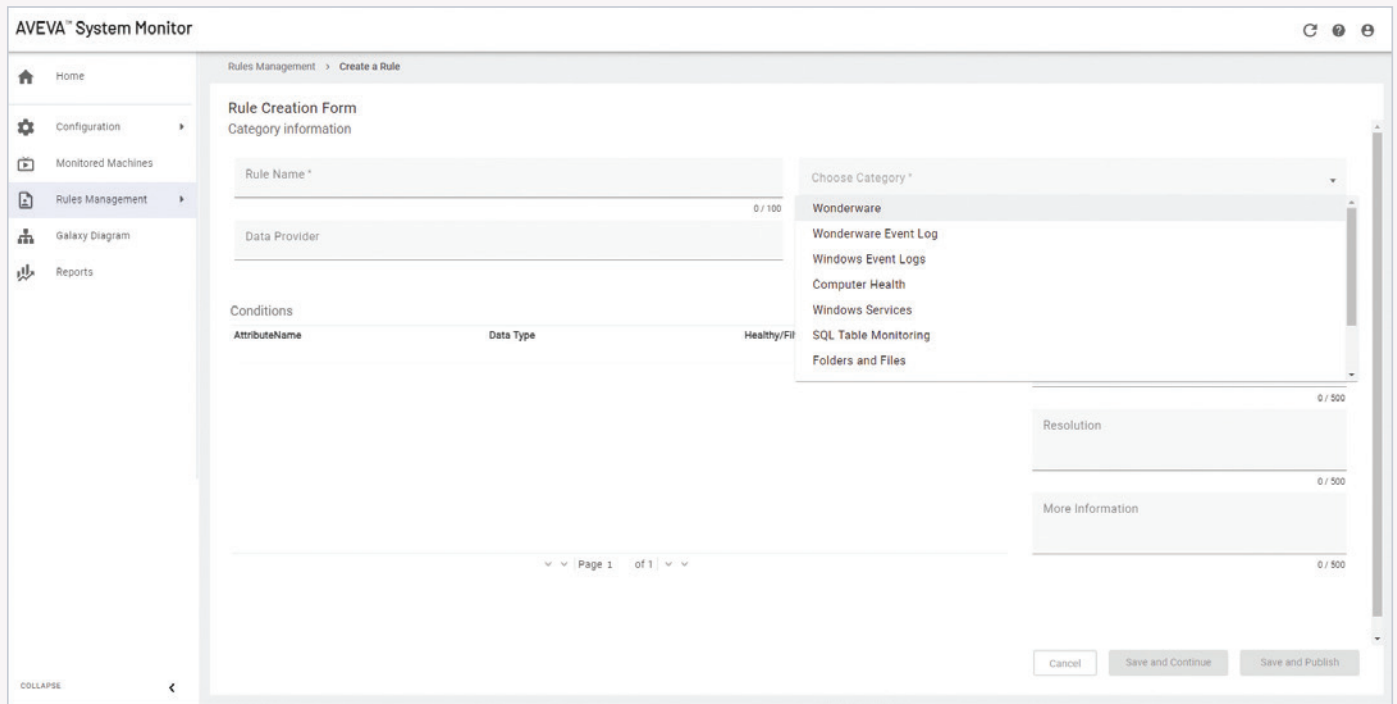 AVEVA™ System Monitor
Home
Configuration
Monitored Machines
Rules Management
Galaxy Diagram
Reports
COLLAPSE
Rules Management > Create a Rule
Rule Creation Form
Category information
Rule Name *
0 / 100
Data Provider
Choose Category *
Wonderware
Wonderware Event Log
Windows Event Logs
Computer Health
Windows Services
SQL Table Monitoring
Folders and Files
Conditions
AttributeName Data Type Healthy/Fil
0 / 500
Resolution
0 / 500
More Information
0 / 500
Page 1 of 1
Cancel Save and Continue Save and Publish